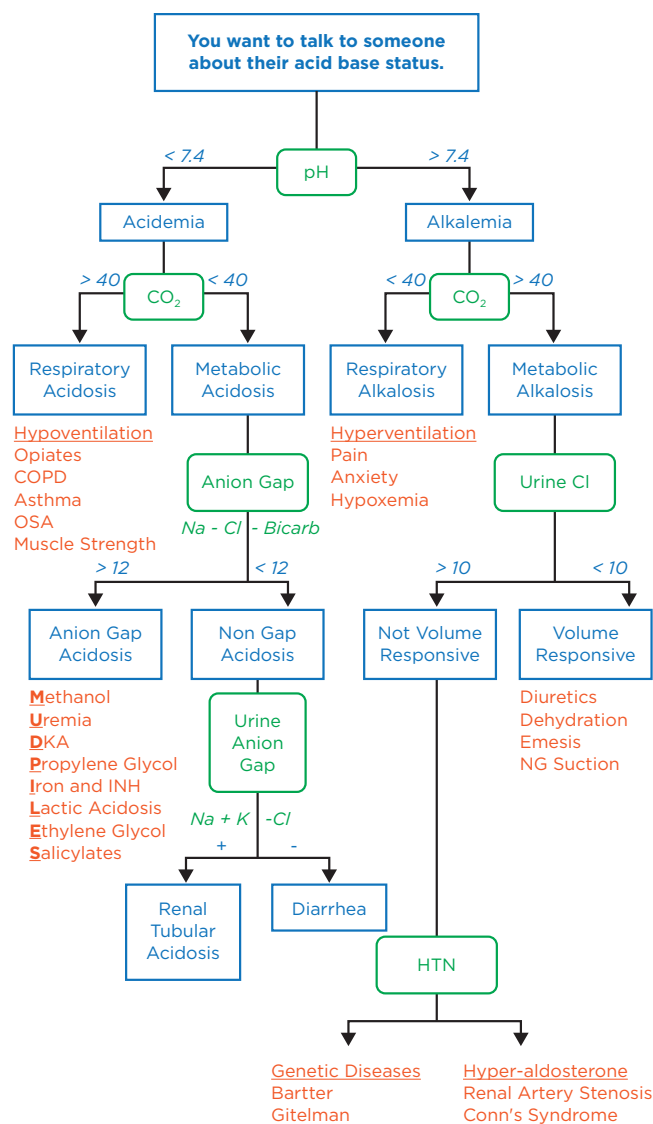 You want to talk to someone
about their acid base status.
< 7.4
> 7.4
pH
Acidemia
Alkalemia
> 40
< 40
CO₂
< 40
> 40
CO₂
Respiratory
Acidosis
Metabolic
Acidosis
Respiratory
Alkalosis
Metabolic
Alkalosis
Hypoventilation
Opiates
COPD
Asthma
OSA
Muscle Strength
Hyperventilation
Pain
Anxiety
Hypoxemia
Anion Gap
Na - Cl - Bicarb
Urine Cl
> 12
< 12
> 10
< 10
Anion Gap
Acidosis
Non Gap
Acidosis
Not Volume
Responsive
Volume
Responsive
Methanol
Uremia
DKA
Propylene Glycol
Iron and INH
Lactic Acidosis
Ethylene Glycol
Salicylates
Urine
Anion
Gap
Diuretics
Dehydration
Emesis
NG Suction
Na + K -Cl
+
-
Renal
Tubular
Acidosis
Diarrhea
HTN
Genetic Diseases
Bartter
Gitelman
Hyper-aldosterone
Renal Artery Stenosis
Conn's Syndrome